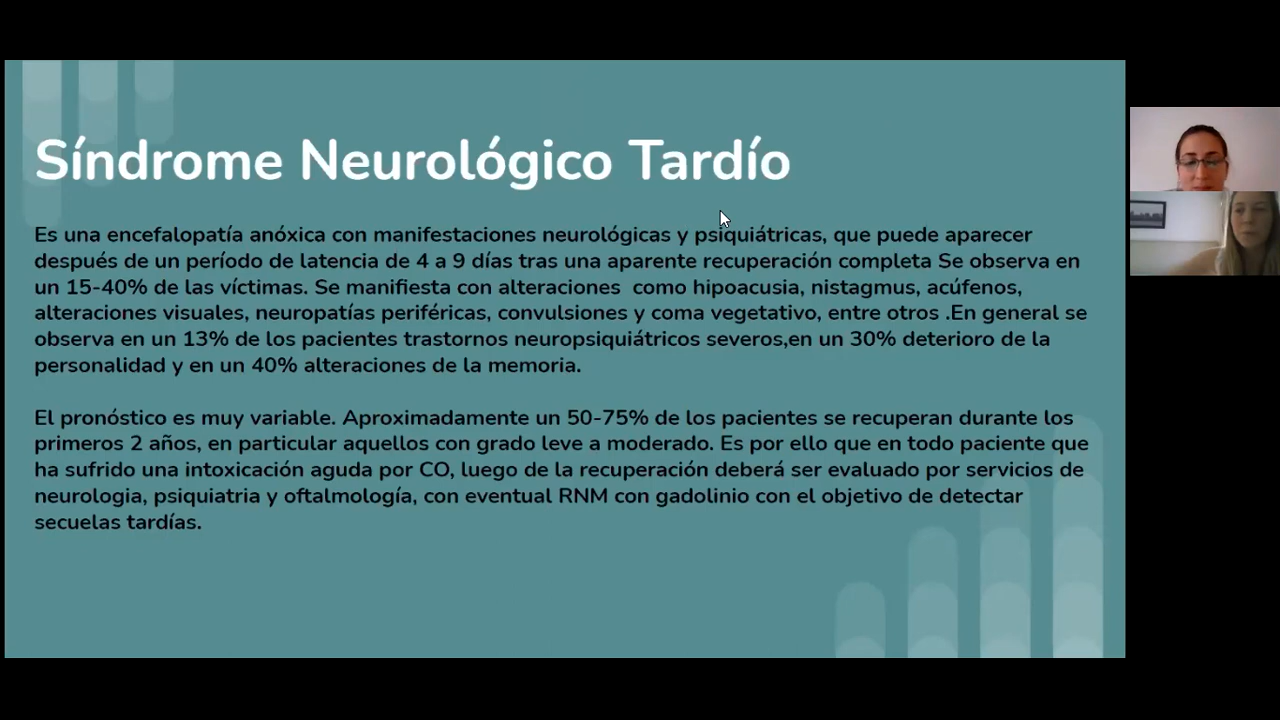 Síndrome Neurológico Tardío
Es una encefalopatía anóxica con manifestaciones neurológicas y psiquiátricas, que puede aparecer
después de un período de latencia de 4 a 9 días tras una aparente recuperación completa Se observa en
un 15-40% de las víctimas. Se manifiesta con alteraciones  como hipoacusia, nistagmus, acúfenos,
alteraciones visuales, neuropatías periféricas, convulsiones y coma vegetativo, entre otros .En general se
observa en un 13% de los pacientes trastornos neuropsiquiátricos severos,en un 30% deterioro de la
personalidad y en un 40% alteraciones de la memoria.
El pronóstico es muy variable. Aproximadamente un 50-75% de los pacientes se recuperan durante los
primeros 2 años, en particular aquellos con grado leve a moderado. Es por ello que en todo paciente que
ha sufrido una intoxicación aguda por CO, luego de la recuperación deberá ser evaluado por servicios de
neurologia, psiquiatria y oftalmología, con eventual RNM con gadolinio con el objetivo de detectar
secuelas tardías.